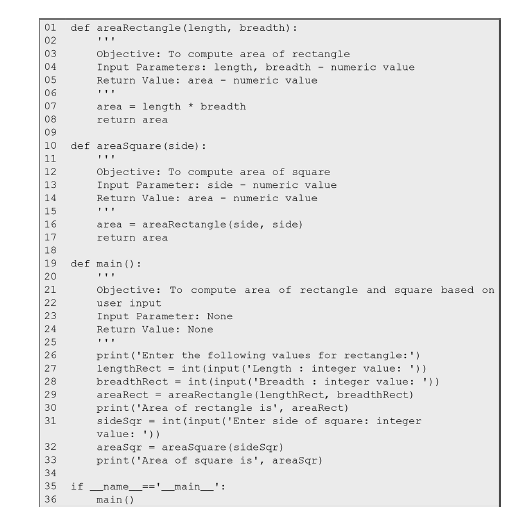 01 def areaRectangle(length, breadth):
02     '''
03     Objective: To compute area of rectangle
04     Input Parameters: length, breadth - numeric value
05     Return Value: area - numeric value
06     '''
07     area = length * breadth
08     return area
09
10 def areaSquare(side):
11     '''
12     Objective: To compute area of square
13     Input Parameter: side - numeric value
14     Return Value: area - numeric value
15     '''
16     area = areaRectangle(side, side)
17     return area
18
19 def main():
20     '''
21     Objective: To compute area of rectangle and square based on
22     user input
23     Input Parameter: None
24     Return Value: None
25     '''
26     print('Enter the following values for rectangle:')
27     lengthRect = int(input('Length : integer value: '))
28     breadthRect = int(input('Breadth : integer value: '))
29     areaRect = areaRectangle(lengthRect, breadthRect)
30     print('Area of rectangle is', areaRect)
31     sideSqr = int(input('Enter side of square: integer
       value: '))
32     areaSqr = areaSquare(sideSqr)
33     print('Area of square is', areaSqr)
34
35 if __name__=='__main__':
36     main()